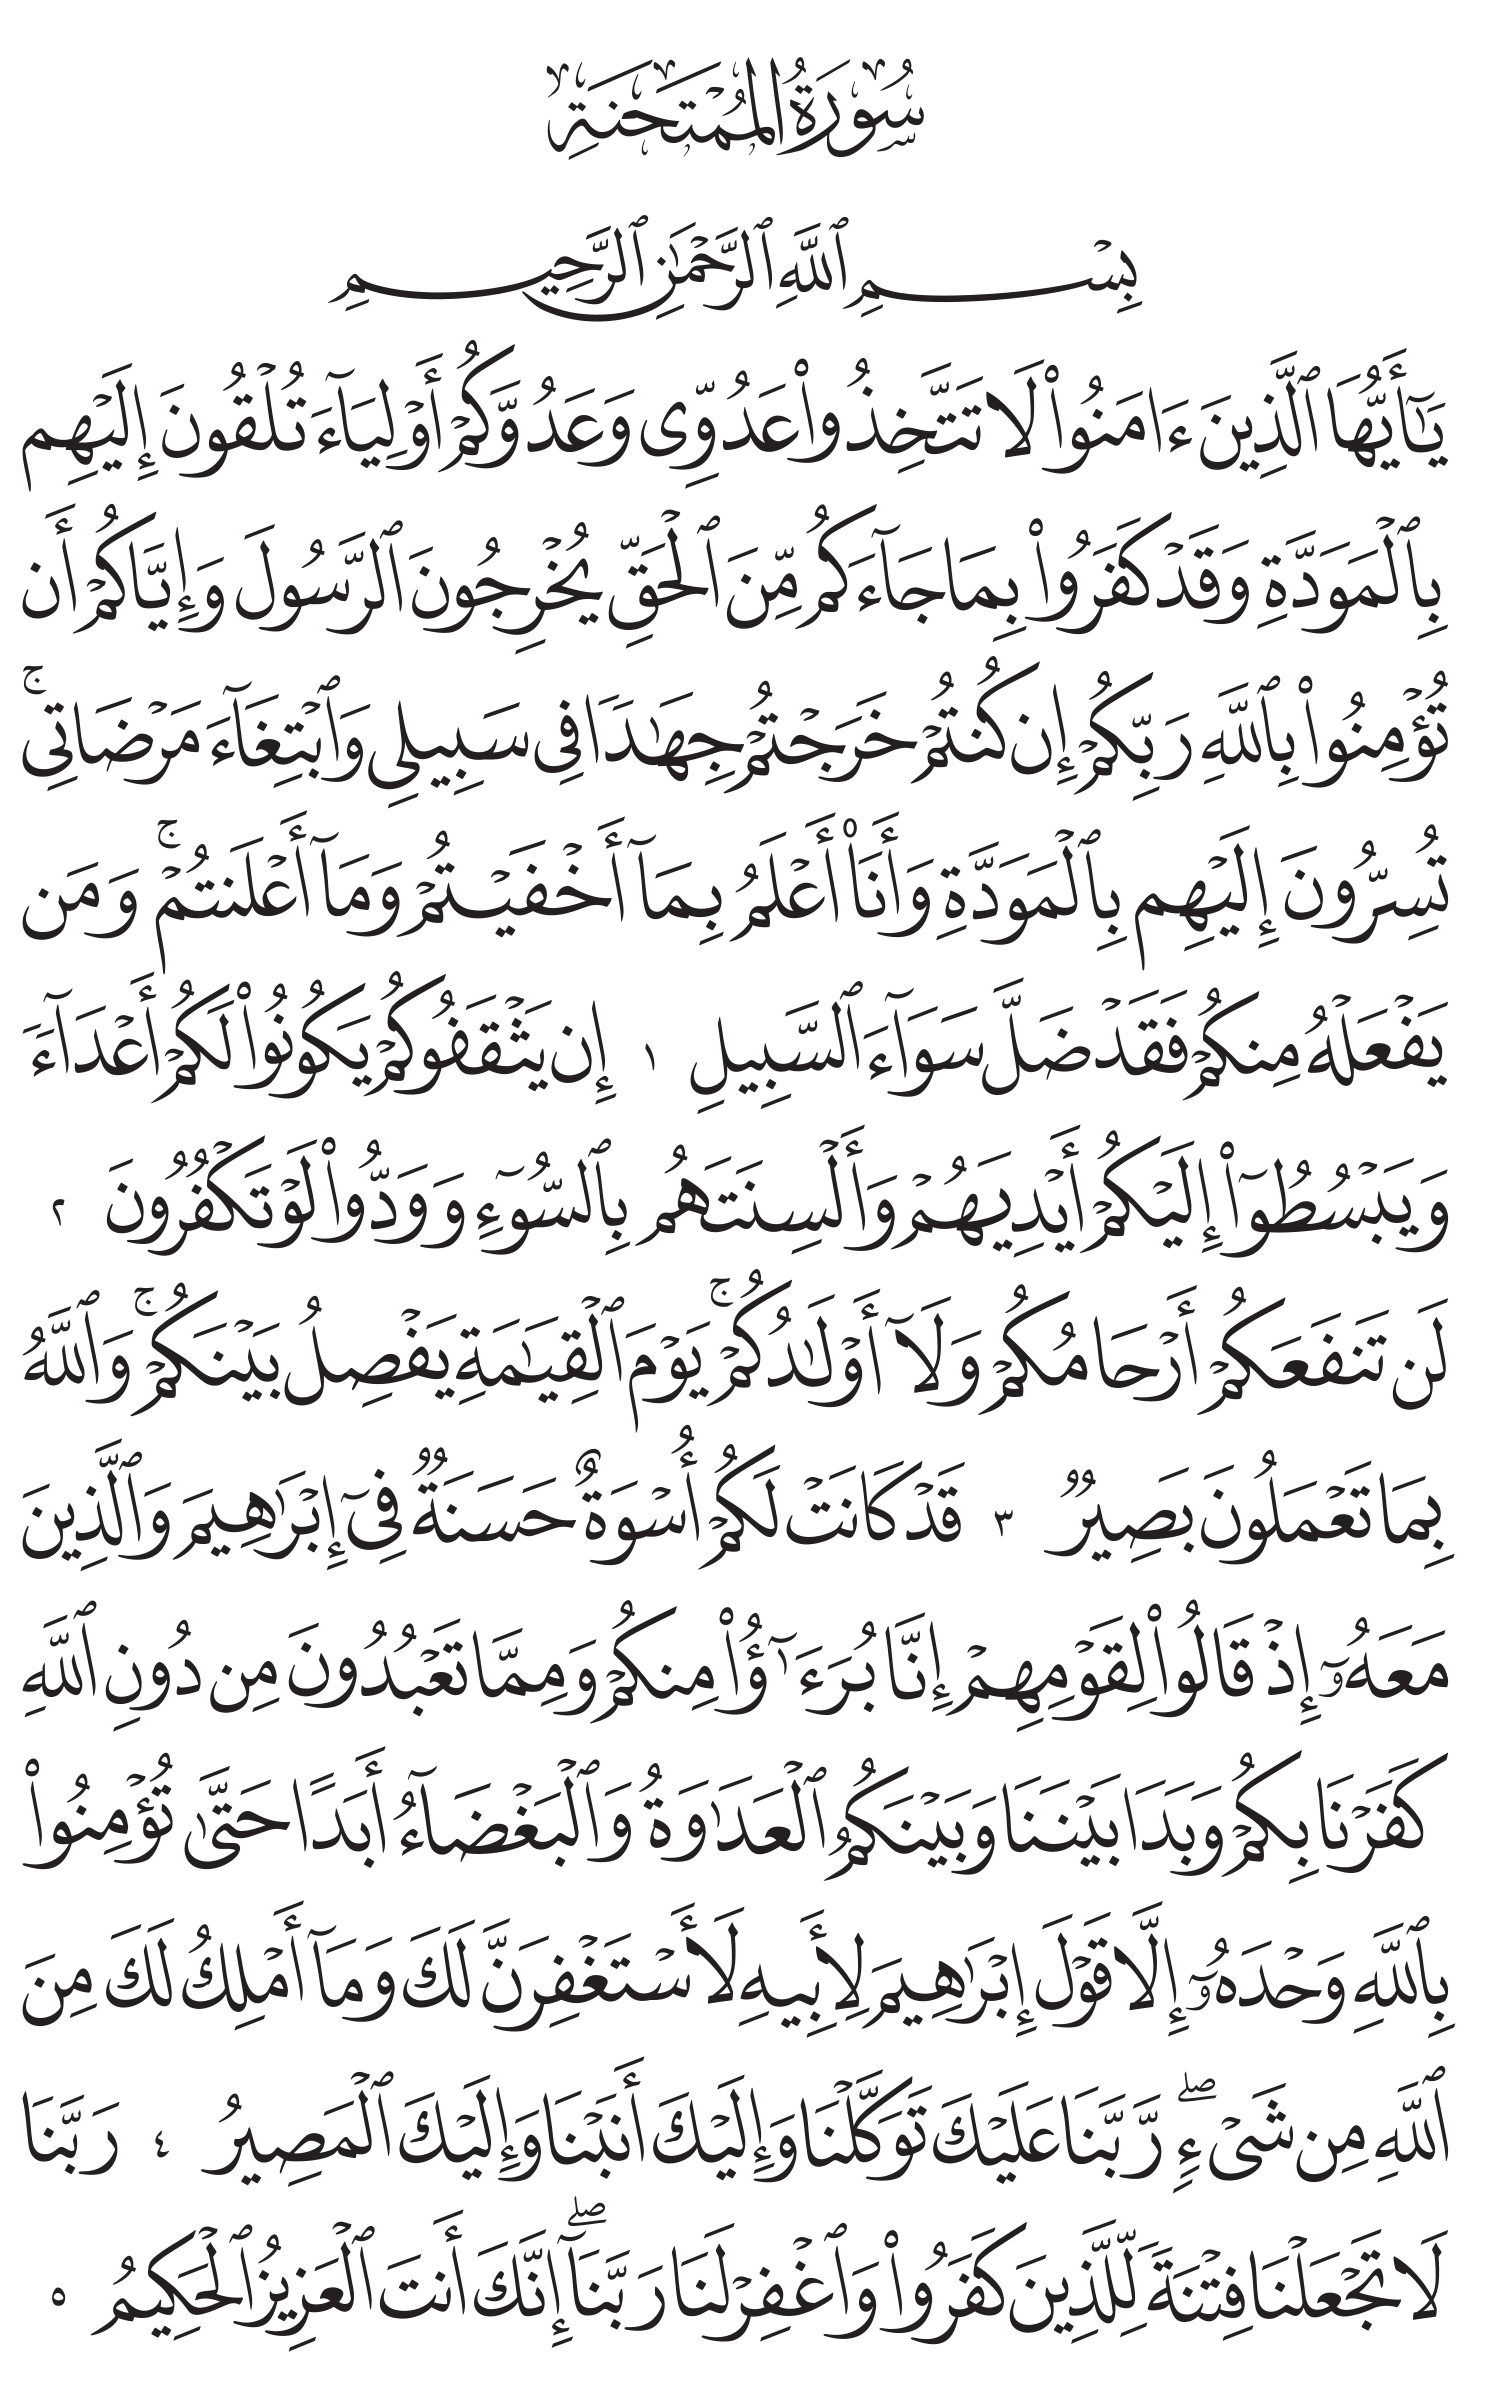 سُورَةُ المُمْتَحنَةِ
بِسْمِ ٱللَّهِ ٱلرَّحْمَٰنِ ٱلرَّحِيمِ
يَٰٓأَيُّهَا ٱلَّذِينَ ءَامَنُوا۟ لَا تَتَّخِذُوا۟ عَدُوِّى وَعَدُوَّكُمْ أَوْلِيَآءَ تُلْقُونَ إِلَيْهِم
بِٱلْمَوَدَّةِ وَقَدْ كَفَرُوا۟ بِمَا جَآءَكُم مِّنَ ٱلْحَقِّ يُخْرِجُونَ ٱلرَّسُولَ وَإِيَّاكُمْ أَن
تُؤْمِنُوا۟ بِٱللَّهِ رَبِّكُمْ إِن كُنتُمْ خَرَجْتُمْ جِهَٰدًا فِى سَبِيلِى وَٱبْتِغَآءَ مَرْضَاتِى ۚ
تُسِرُّونَ إِلَيْهِم بِٱلْمَوَدَّةِ وَأَنَا۠ أَعْلَمُ بِمَآ أَخْفَيْتُمْ وَمَآ أَعْلَنتُمْ ۚ وَمَن
يَفْعَلْهُ مِنكُمْ فَقَدْ ضَلَّ سَوَآءَ ٱلسَّبِيلِ ١ إِن يَثْقَفُوكُمْ يَكُونُوا۟ لَكُمْ أَعْدَآءً
وَيَبْسُطُوٓا۟ إِلَيْكُمْ أَيْدِيَهُمْ وَأَلْسِنَتَهُم بِٱلسُّوٓءِ وَوَدُّوا۟ لَوْ تَكْفُرُونَ ٢
لَن تَنفَعَكُمْ أَرْحَامُكُمْ وَلَآ أَوْلَٰدُكُمْ ۚ يَوْمَ ٱلْقِيَٰمَةِ يَفْصِلُ بَيْنَكُمْ ۚ وَٱللَّهُ
بِمَا تَعْمَلُونَ بَصِيرٌ ٣ قَدْ كَانَتْ لَكُمْ أُسْوَةٌ حَسَنَةٌ فِىٓ إِبْرَٰهِيمَ وَٱلَّذِينَ
مَعَهُۥٓ إِذْ قَالُوا۟ لِقَوْمِهِمْ إِنَّا بُرَءَٰٓؤُا۟ مِنكُمْ وَمِمَّا تَعْبُدُونَ مِن دُونِ ٱللَّهِ
كَفَرْنَا بِكُمْ وَبَدَا بَيْنَنَا وَبَيْنَكُمُ ٱلْعَدَٰوَةُ وَٱلْبَغْضَآءُ أَبَدًا حَتَّىٰ تُؤْمِنُوا۟
بِٱللَّهِ وَحْدَهُۥٓ إِلَّا قَوْلَ إِبْرَٰهِيمَ لِأَبِيهِ لَأَسْتَغْفِرَنَّ لَكَ وَمَآ أَمْلِكُ لَكَ مِنَ
ٱللَّهِ مِن شَىْءٍ ۖ رَّبَّنَا عَلَيْكَ تَوَكَّلْنَا وَإِلَيْكَ أَنَبْنَا وَإِلَيْكَ ٱلْمَصِيرُ ٤ رَبَّنَا
لَا تَجْعَلْنَا فِتْنَةً لِّلَّذِينَ كَفَرُوا۟ وَٱغْفِرْ لَنَا رَبَّنَآ ۖ إِنَّكَ أَنتَ ٱلْعَزِيزُ ٱلْحَكِيمُ ٥